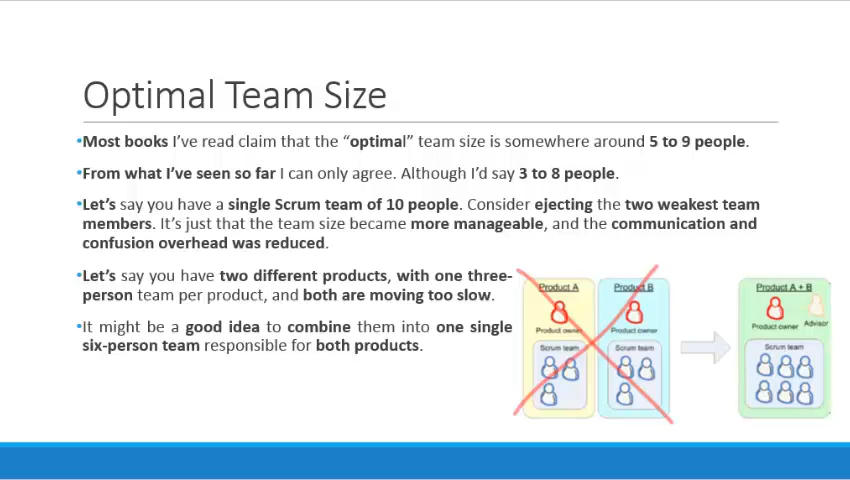 Optimal Team Size
•Most books I’ve read claim that the “optimal” team size is somewhere around 5 to 9 people.
•From what I’ve seen so far I can only agree. Although I’d say 3 to 8 people.
•Let’s say you have a single Scrum team of 10 people. Consider ejecting the two weakest team
members. It’s just that the team size became more manageable, and the communication and
confusion overhead was reduced.
•Let’s say you have two different products, with one three-
person team per product, and both are moving too slow.
•It might be a good idea to combine them into one single
six-person team responsible for both products.
Product A
Product owner
Scrum team
Product B
Product owner
Scrum team
Product A + B
Product owner
Advisor
Scrum team